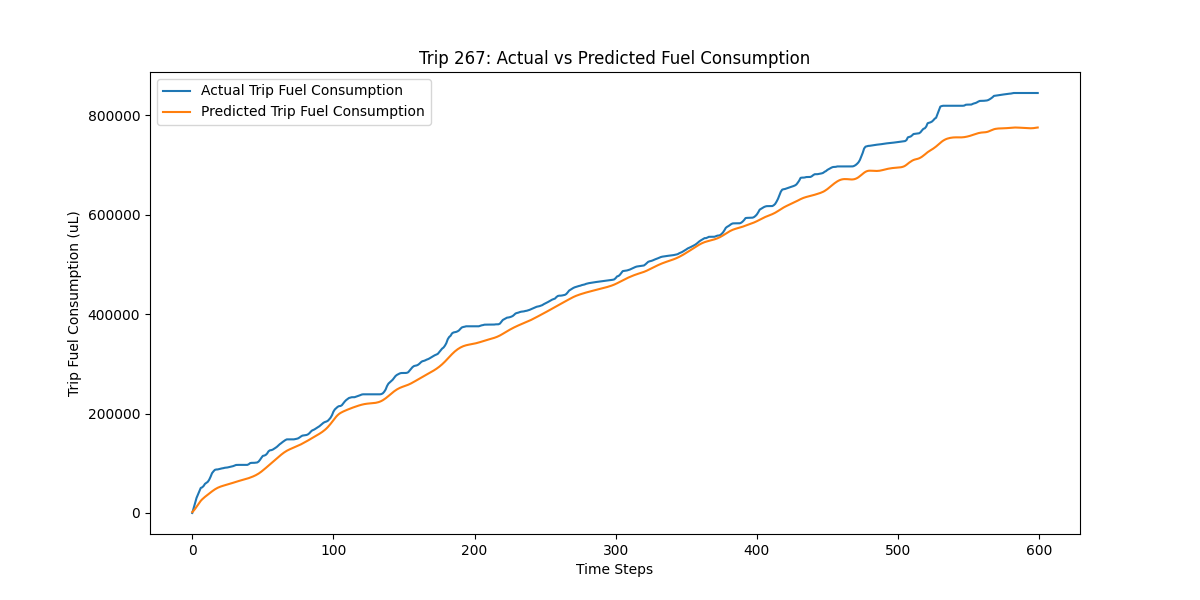 Trip 267: Actual vs Predicted Fuel Consumption
Actual Trip Fuel Consumption
Predicted Trip Fuel Consumption
Trip Fuel Consumption (uL)
800000
600000
400000
200000
0
0 100 200 300 400 500 600
Time Steps